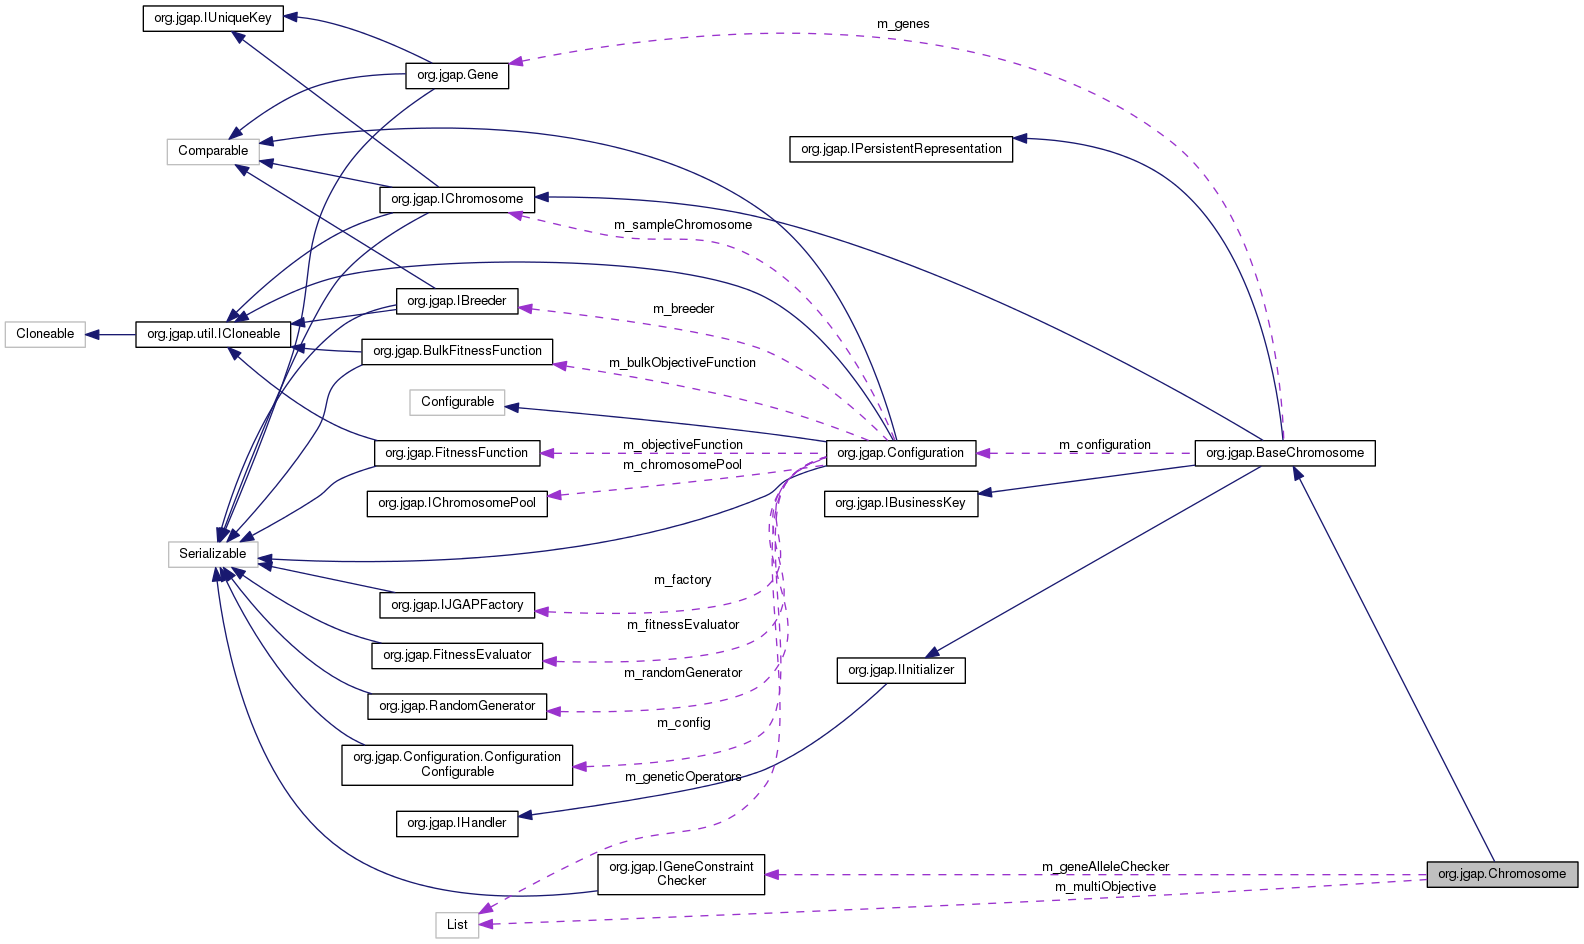 org.jgap.IUniqueKey
m_genes
org.jgap.Gene
Comparable
org.jgap.IPersistentRepresentation
org.jgap.IChromosome
m_sampleChromosome
org.jgap.IBreeder
m_breeder
Cloneable
org.jgap.util.ICloneable
org.jgap.BulkFitnessFunction
m_bulkObjectiveFunction
Configurable
m_objectiveFunction
m_configuration
org.jgap.FitnessFunction
org.jgap.Configuration
org.jgap.BaseChromosome
m_chromosomePool
org.jgap.IChromosomePool
org.jgap.IBusinessKey
Serializable
m_factory
org.jgap.IJGAPFactory
m_fitnessEvaluator
org.jgap.FitnessEvaluator
org.jgap.IInitializer
m_randomGenerator
org.jgap.RandomGenerator
m_config
org.jgap.Configuration.Configuration
Configurable
m_geneticOperators
org.jgap.IHandler
org.jgap.IGeneConstraint
Checker
m_geneAlleleChecker
org.jgap.Chromosome
m_multiObjective
List